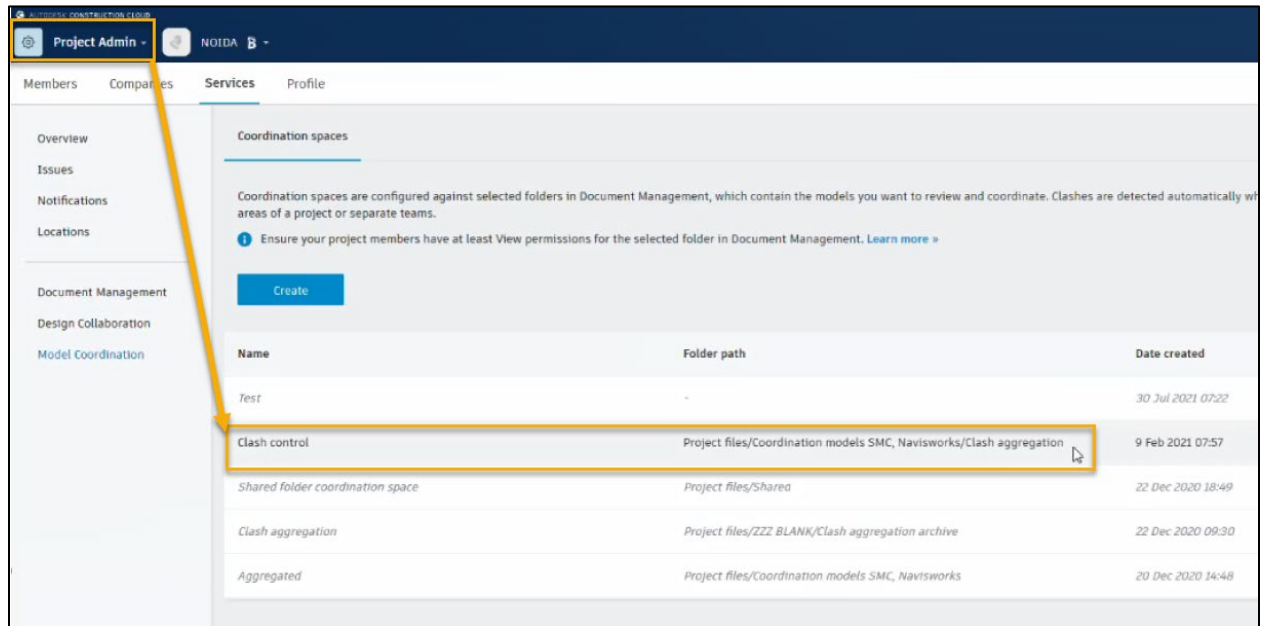 AUTODESK CONSTRUCTION CLOUD
Project Admin
NOIDA B
Members Companies Services Profile
Overview
Issues
Notifications
Locations
Document Management
Design Collaboration
Model Coordination
Coordination spaces
Coordination spaces are configured against selected folders in Document Management, which contain the models you want to review and coordinate. Clashes are detected automatically
areas of a project or separate teams.
Ensure your project members have at least View permissions for the selected folder in Document Management. Learn more »
Create
Name Folder path Date created
Test - 30 Jul 2021 07:22
Clash control Project files/Coordination models SMC, Navisworks/Clash aggregation 9 Feb 2021 07:57
Shared folder coordination space Project files/Shared 22 Dec 2020 18:49
Clash aggregation Project files/ZZZ BLANK/Clash aggregation archive 22 Dec 2020 09:30
Aggregated Project files/Coordination models SMC, Navisworks 20 Dec 2020 14:48